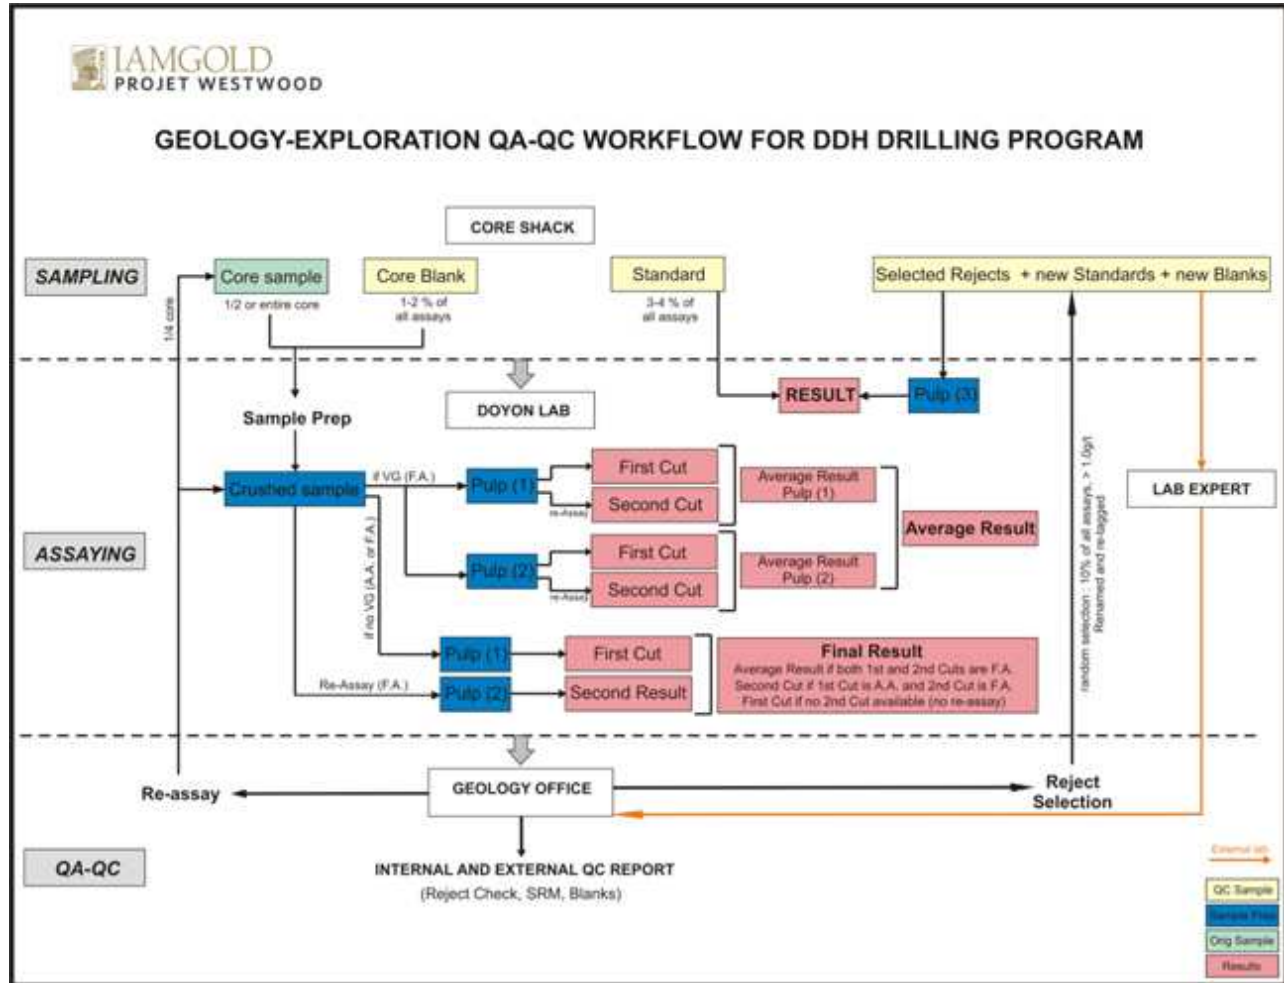 IAMGOLD
PROJET WESTWOOD
GEOLOGY-EXPLORATION QA-QC WORKFLOW FOR DDH DRILLING PROGRAM
CORE SHACK
SAMPLING
Core sample
1/2 or entire core
Core Blank
1-2 % of
all assays
Standard
3-4 % of
all assays
Selected Rejects + new Standards + new Blanks
1/4 core
RESULT
Pulp (3)
DOYON LAB
Sample Prep
Crushed sample
if VG (F.A.)
if no VG (A.A. or F.A.)
Pulp (1)
re-Assay
First Cut
Second Cut
Average Result
Pulp (1)
Pulp (2)
re-Assay
First Cut
Second Cut
Average Result
Pulp (2)
Average Result
LAB EXPERT
ASSAYING
random selection : 10% of all assays, > 1.0g/t
Renamed and re-tagged
Pulp (1)
First Cut
Re-Assay (F.A.)
Pulp (2)
Second Result
Final Result
Average Result if both 1st and 2nd Cuts are F.A.
Second Cut if 1st Cut is A.A. and 2nd Cut is F.A.
First Cut if no 2nd Cut available (no re-assay)
Re-assay
GEOLOGY OFFICE
Reject
Selection
QA-QC
INTERNAL AND EXTERNAL QC REPORT
(Reject Check, SRM, Blanks)
External lab
QC Sample
Sample Prep
Orig Sample
Results